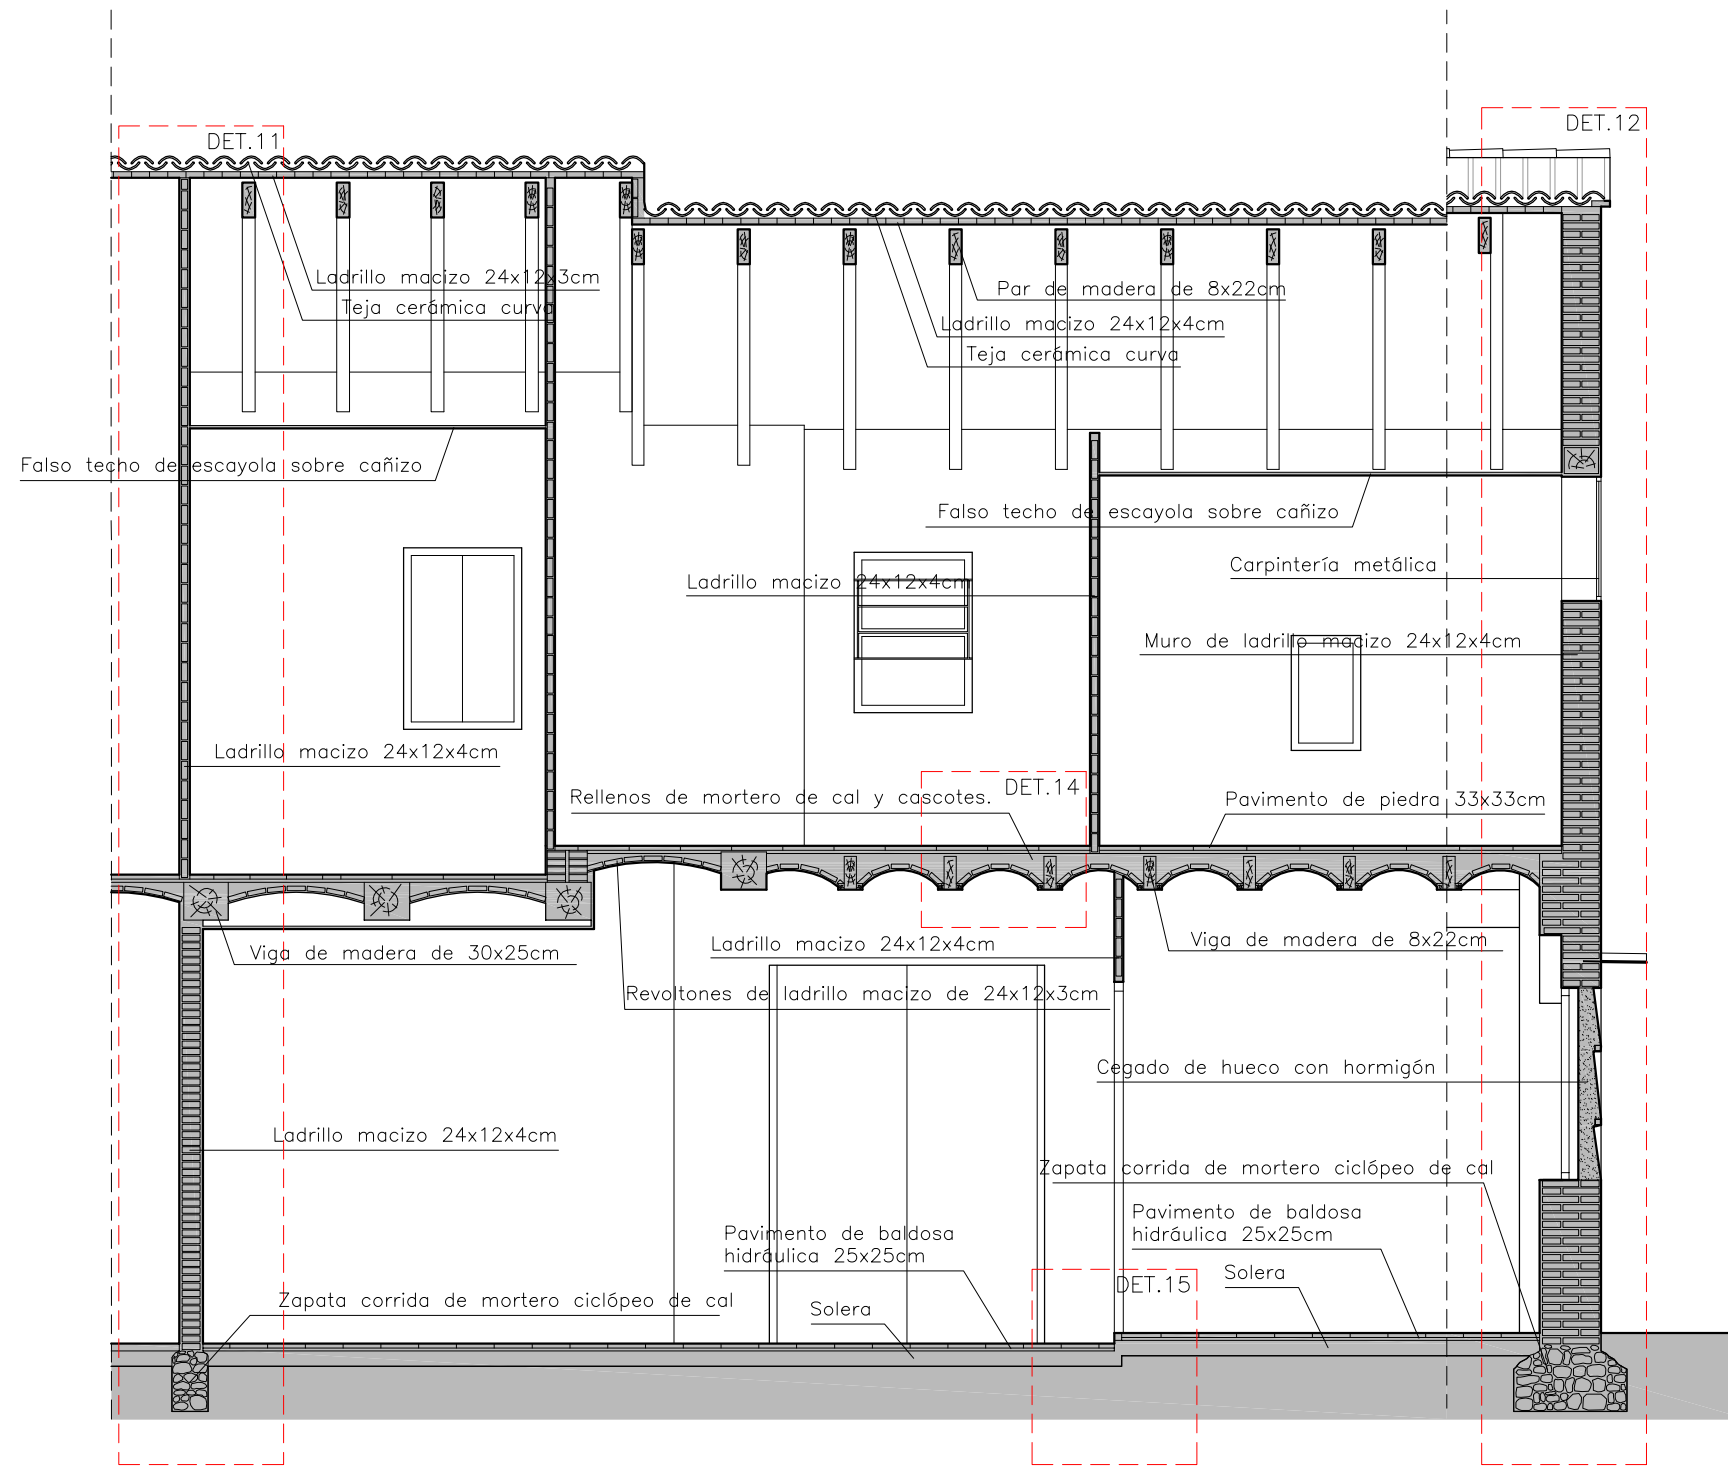 DET.12
DET.11
Ladrillo macizo 24x12x3cm
Teja cerámica curva
Par de madera de 8x22cm
Ladrillo macizo 24x12x4cm
Teja cerámica curva
Falso techo de escayola sobre cañizo
Falso techo de escayola sobre cañizo
Carpintería metálica
Ladrillo macizo 24x12x4cm
Muro de ladrillo macizo 24x12x4cm
Ladrillo macizo 24x12x4cm
DET.14
Rellenos de mortero de cal y cascotes.
Pavimento de piedra 33x33cm
Viga de madera de 30x25cm
Ladrillo macizo 24x12x4cm
Viga de madera de 8x22cm
Revoltones de ladrillo macizo de 24x12x3cm
Cegado de hueco con hormigón
Ladrillo macizo 24x12x4cm
Zapata corrida de mortero ciclópeo de cal
Pavimento de baldosa
hidráulica 25x25cm
Pavimento de baldosa
hidráulica 25x25cm
Solera
DET.15
Zapata corrida de mortero ciclópeo de cal
Solera